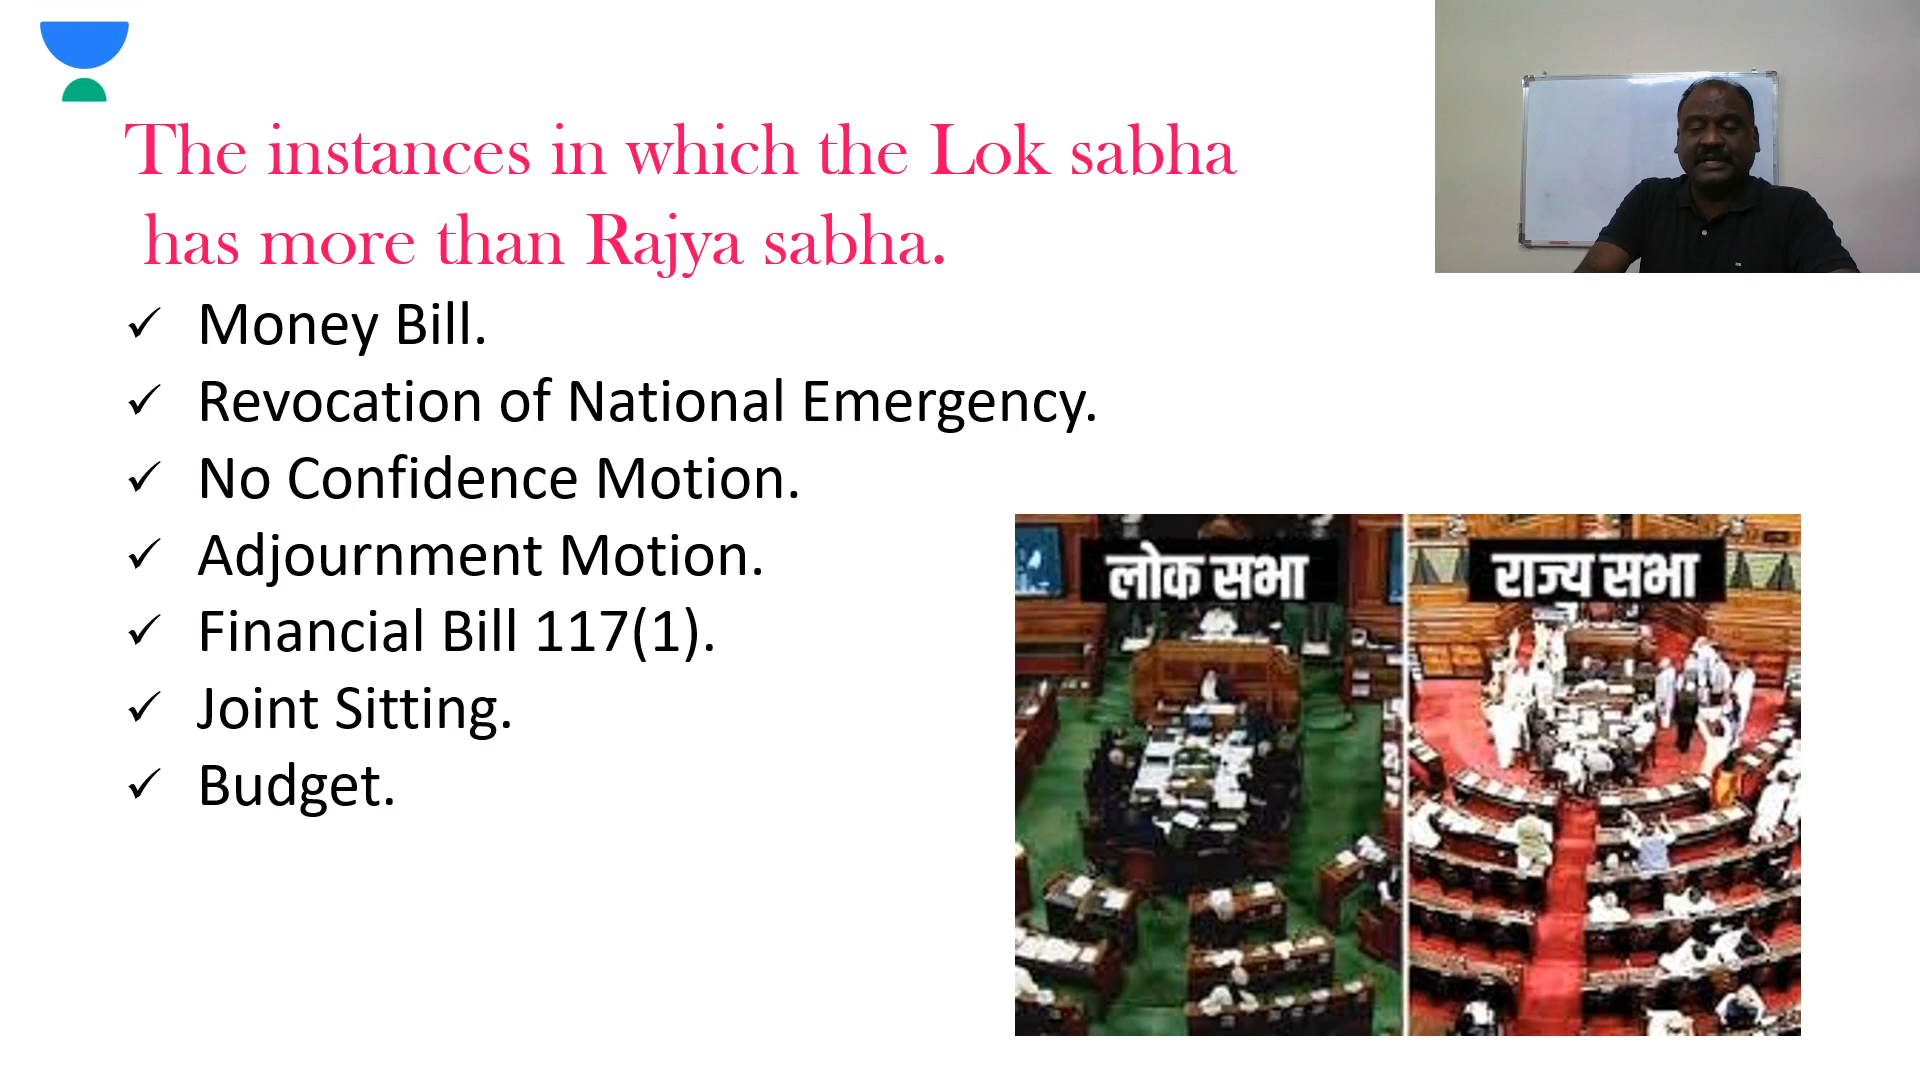 The instances in which the Lok sabha
has more than Rajya sabha.
✓ Money Bill.
✓ Revocation of National Emergency.
✓ No Confidence Motion.
✓ Adjournment Motion.
✓ Financial Bill 117(1).
✓ Joint Sitting.
✓ Budget.
लोक सभा
राज्य सभा